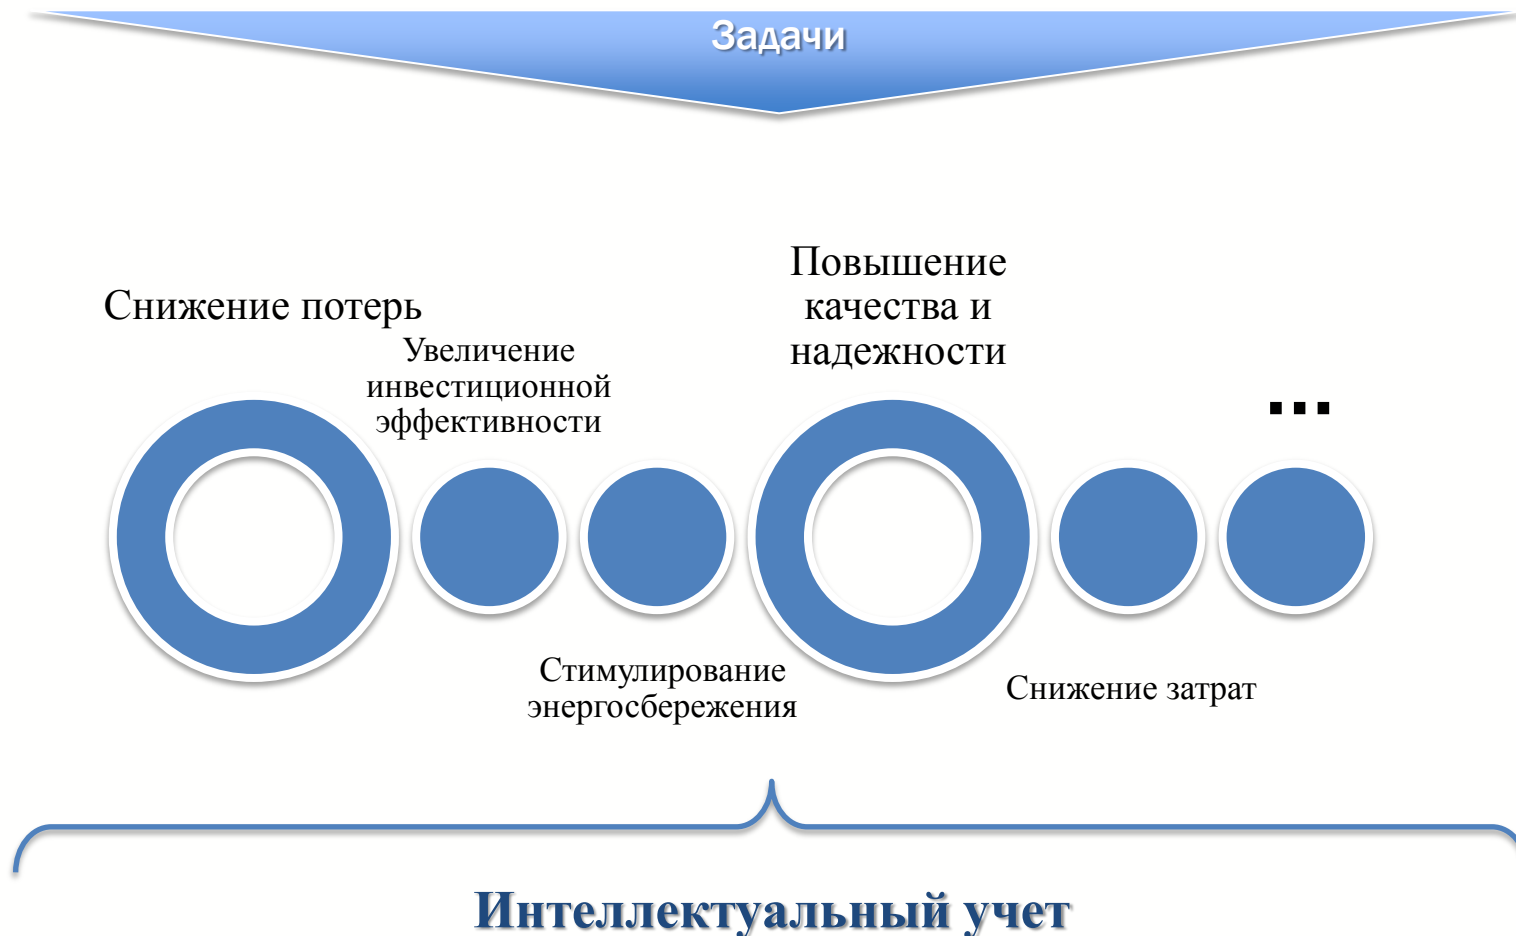 Задачи
Снижение потерь
Увеличение
инвестиционной
эффективности
Стимулирование
энергосбережения
Повышение
качества и
надежности
Снижение затрат
...
Интеллектуальный учет